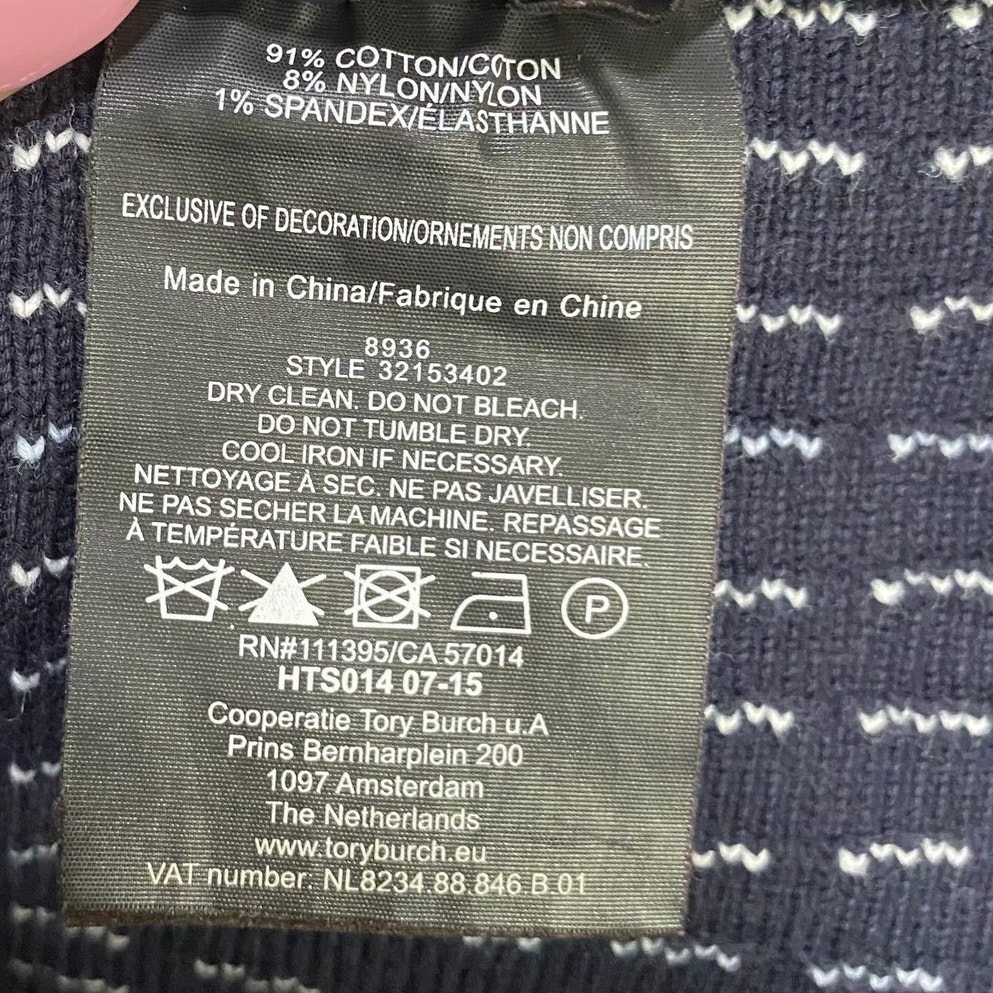 91% COTTON/COTON
8% NYLON/NYLON
1% SPANDEX/ÉLASTHANNE
EXCLUSIVE OF DECORATION/ORNEMENTS NON COMPRIS
Made in China/Fabrique en Chine
8936
STYLE 32153402
DRY CLEAN. DO NOT BLEACH.
DO NOT TUMBLE DRY.
COOL IRON IF NECESSARY.
NETTOYAGE À SEC. NE PAS JAVELLISER.
NE PAS SECHER LA MACHINE. REPASSAGE
À TEMPÉRATURE FAIBLE SI NECESSAIRE.
P
RN#111395/CA 57014
HTS014 07-15
Cooperatie Tory Burch u.A
Prins Bernharplein 200
1097 Amsterdam
The Netherlands
www.toryburch.eu
VAT number: NL8234.88.846.B.01